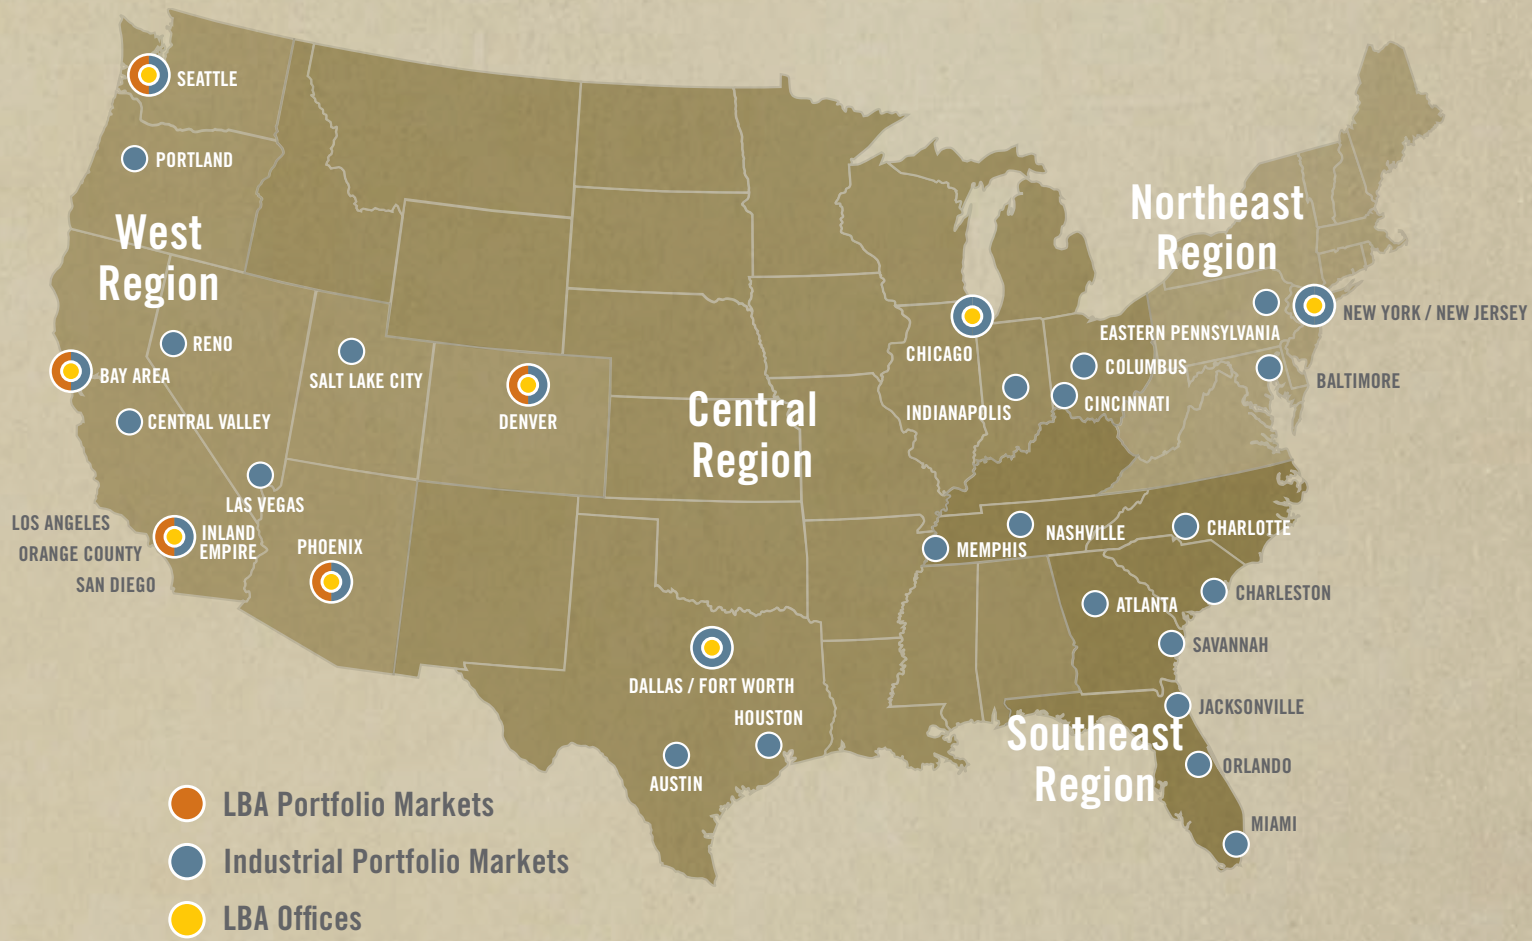 SEATTLE
PORTLAND
West
Region
RENO
BAY AREA
CENTRAL VALLEY
SALT LAKE CITY
DENVER
LAS VEGAS
LOS ANGELES
ORANGE COUNTY
SAN DIEGO
INLAND
EMPIRE
PHOENIX
Central
Region
CHICAGO
INDIANAPOLIS
COLUMBUS
CINCINNATI
Northeast
Region
EASTERN PENNSYLVANIA
NEW YORK / NEW JERSEY
BALTIMORE
NASHVILLE
MEMPHIS
CHARLOTTE
ATLANTA
CHARLESTON
SAVANNAH
JACKSONVILLE
Southeast
Region
ORLANDO
MIAMI
DALLAS / FORT WORTH
HOUSTON
AUSTIN
LBA Portfolio Markets
Industrial Portfolio Markets
LBA Offices